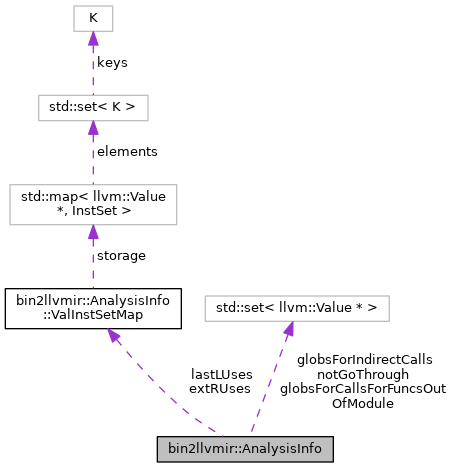 K
keys
std::set< K >
elements
std::map< llvm::Value
*, InstSet >
storage
bin2llvmir::AnalysisInfo
::ValInstSetMap
std::set< llvm::Value * >
lastLUses
extRUses
globsForIndirectCalls
notGoThrough
globsForCallsForFuncsOut
OfModule
bin2llvmir::AnalysisInfo